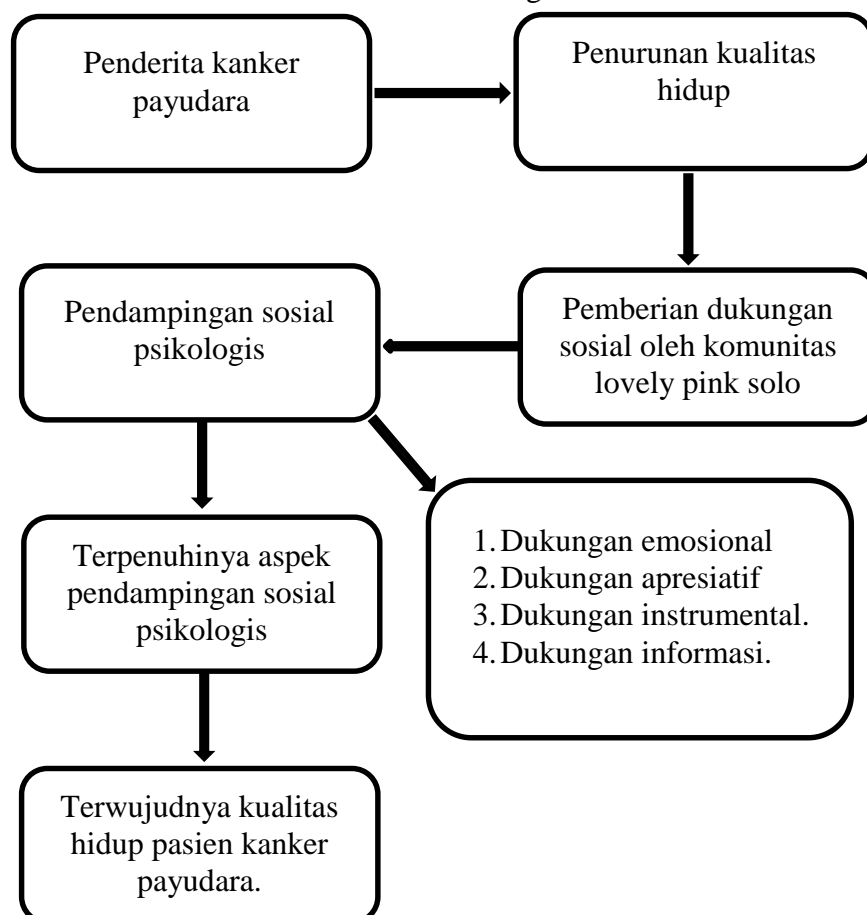 Penderita kanker
payudara
Penurunan kualitas
hidup
Pemberian dukungan
sosial oleh komunitas
lovely pink solo
Pendampingan sosial
psikologis
1. Dukungan emosional
2. Dukungan apresiatif
3. Dukungan instrumental.
4. Dukungan informasi.
Terpenuhinya aspek
pendampingan sosial
psikologis
Terwujudnya kualitas
hidup pasien kanker
payudara.